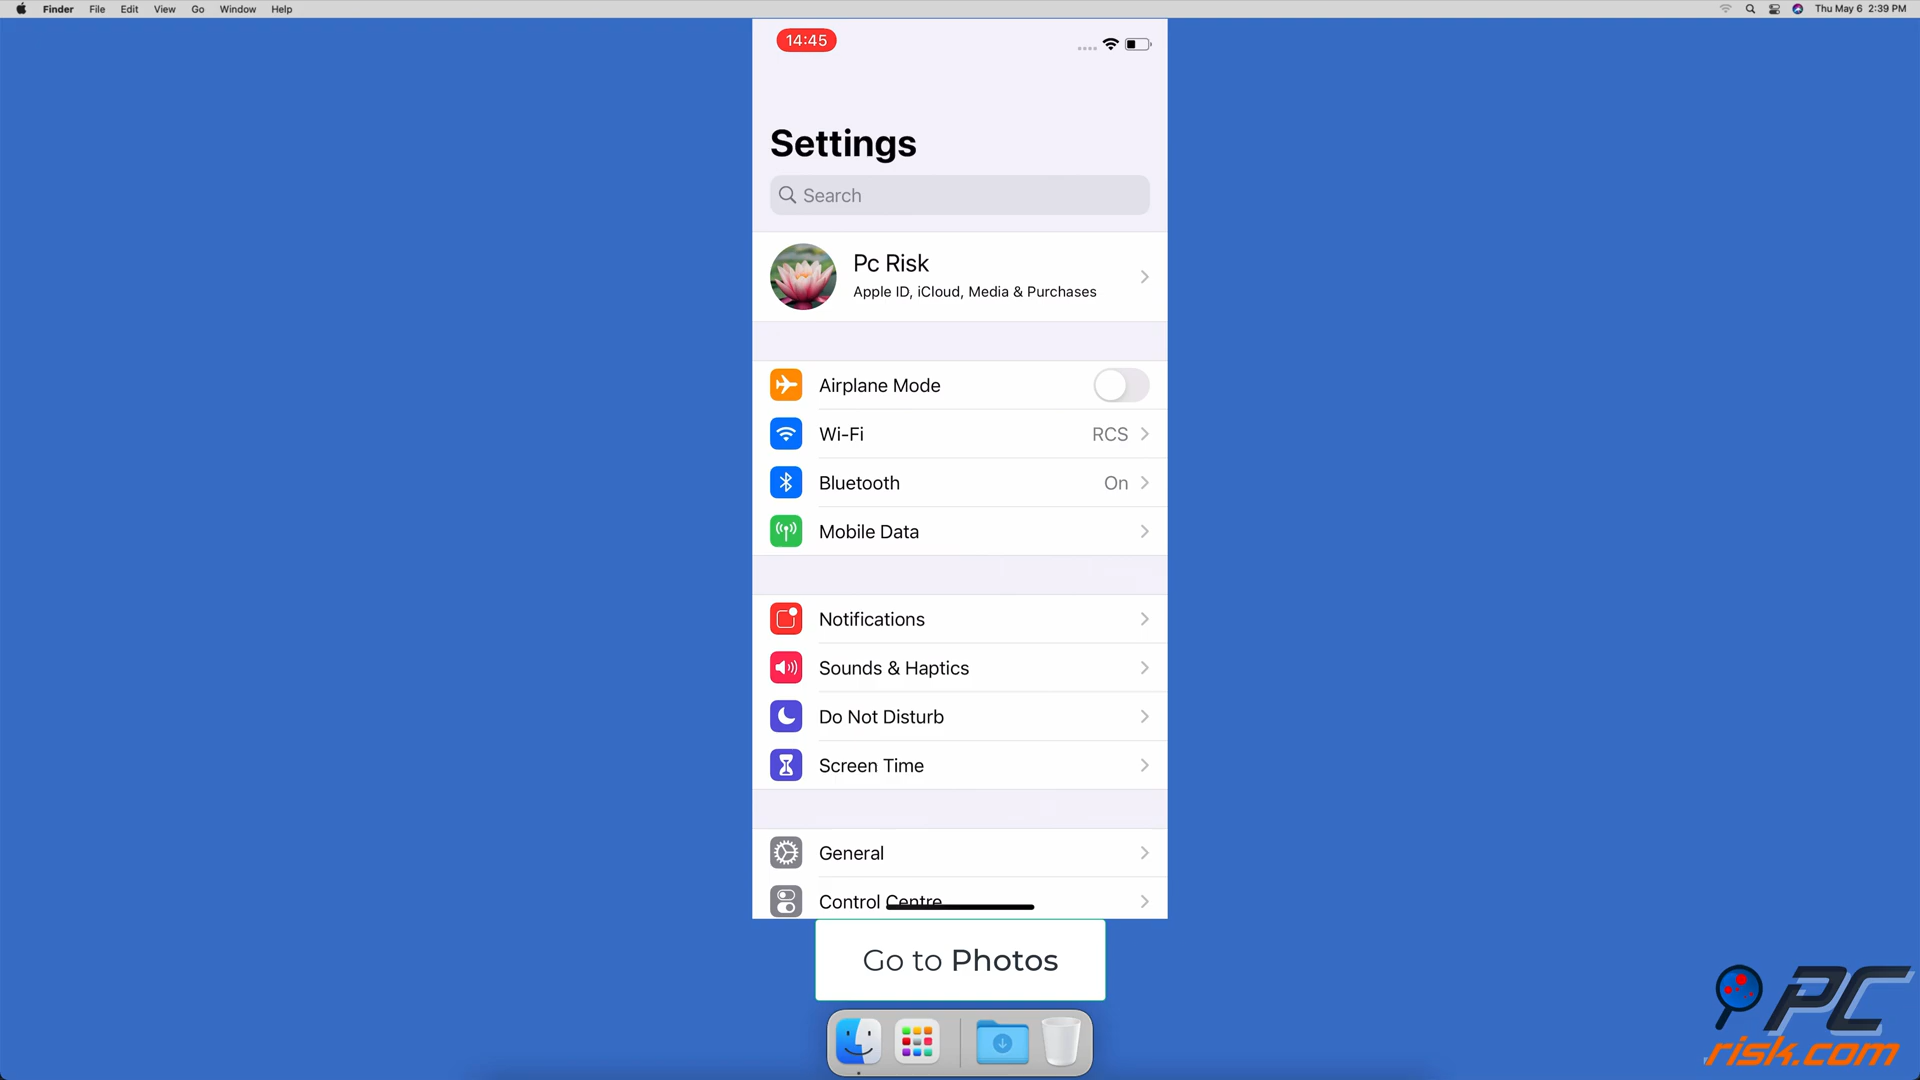 Finder File Edit View Go Window Help
Thu May 6 2:39 PM
14:45
Settings
Search
Pc Risk
Apple ID, iCloud, Media & Purchases
Airplane Mode
Wi-Fi RCS
Bluetooth On
Mobile Data
Notifications
Sounds & Haptics
Do Not Disturb
Screen Time
General
Control Centre
Go to Photos
PC
risk.com